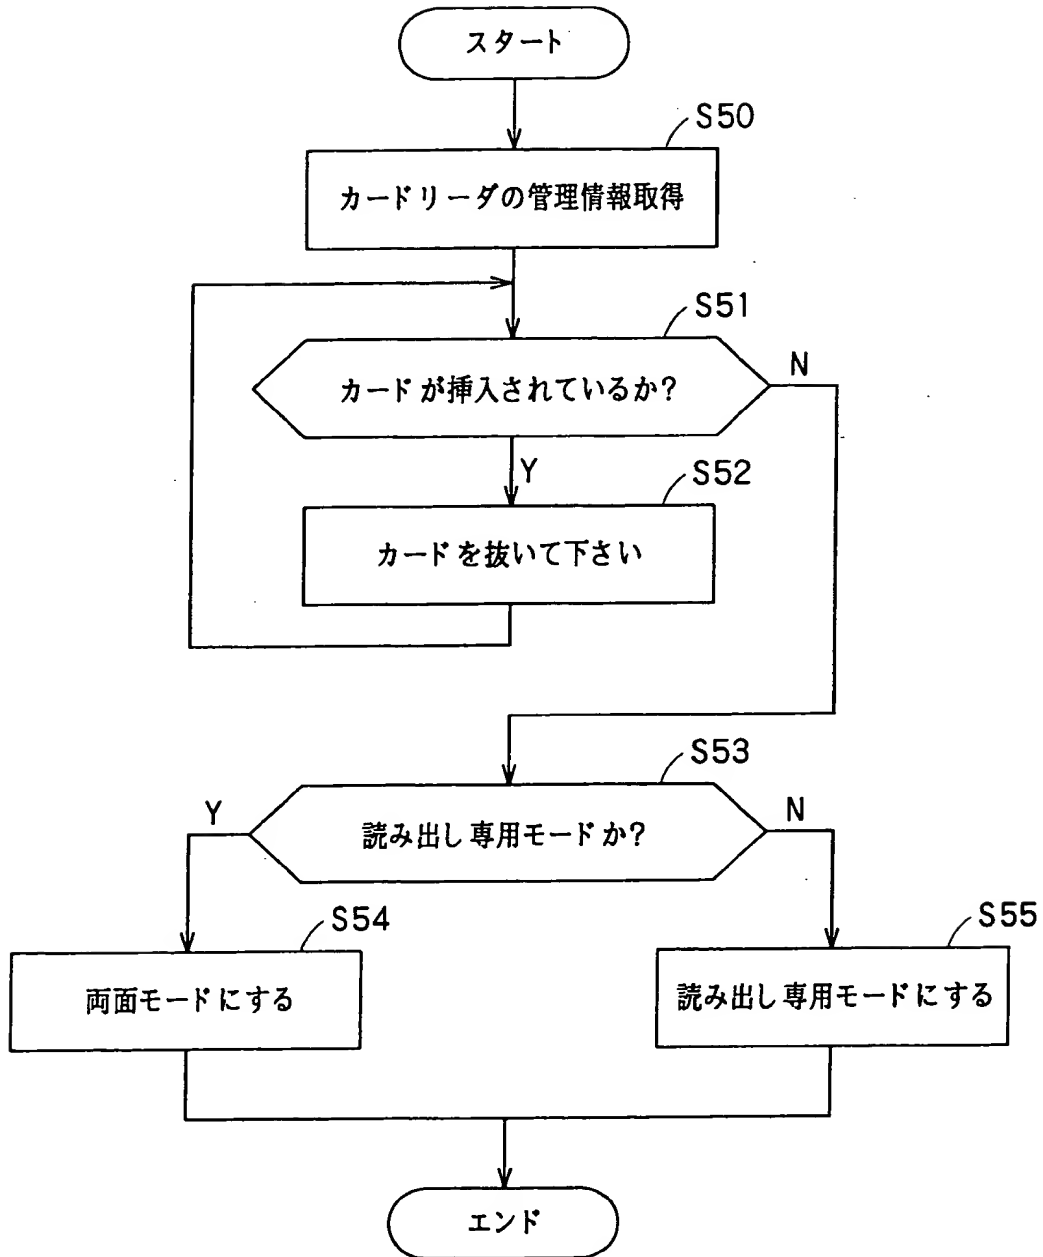 スタート
S50
カードリーダの管理情報取得
S51
カードが挿入されているか?
N
Y
S52
カードを抜いて下さい
S53
Y
読み出し専用モードか?
N
S54
両面モードにする
S55
読み出し専用モードにする
エンド